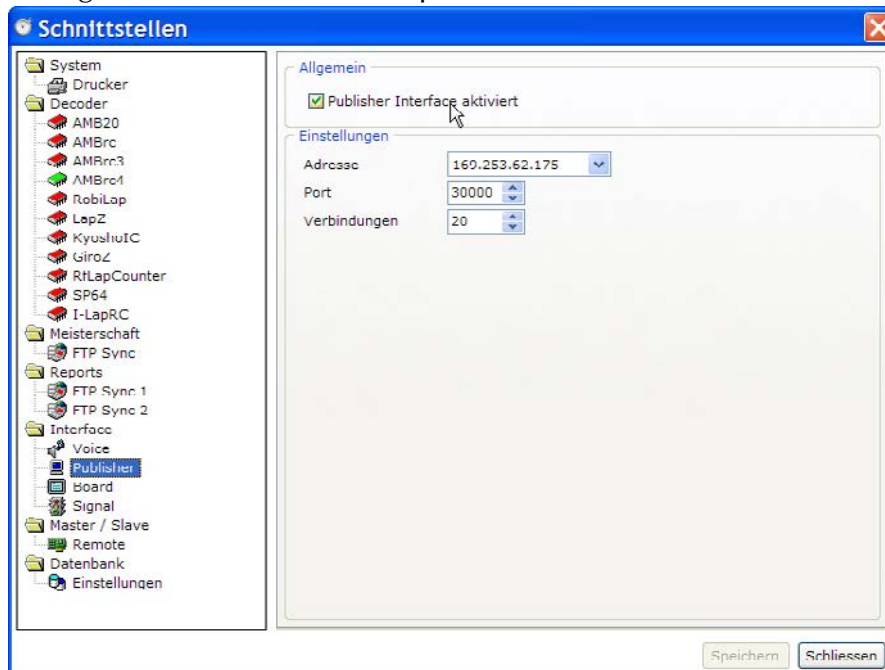 Schnittstellen
System
Drucker
Decoder
AMB20
AMBrc
AMBrc3
AMBrc4
RobiLap
LapZ
KyoshoIC
GiroZ
RtLapCounter
SP64
I-LapRC
Meisterschaft
FTP Sync
Reports
FTP Sync 1
FTP Sync 2
Interface
Voice
Publisher
Board
Signal
Master / Slave
Remote
Datenbank
Einstellungen
Allgemein
Publisher Interface aktiviert
Einstellungen
Adresse 169.253.62.175
Port 30000
Verbindungen 20
Speichern Schliessen